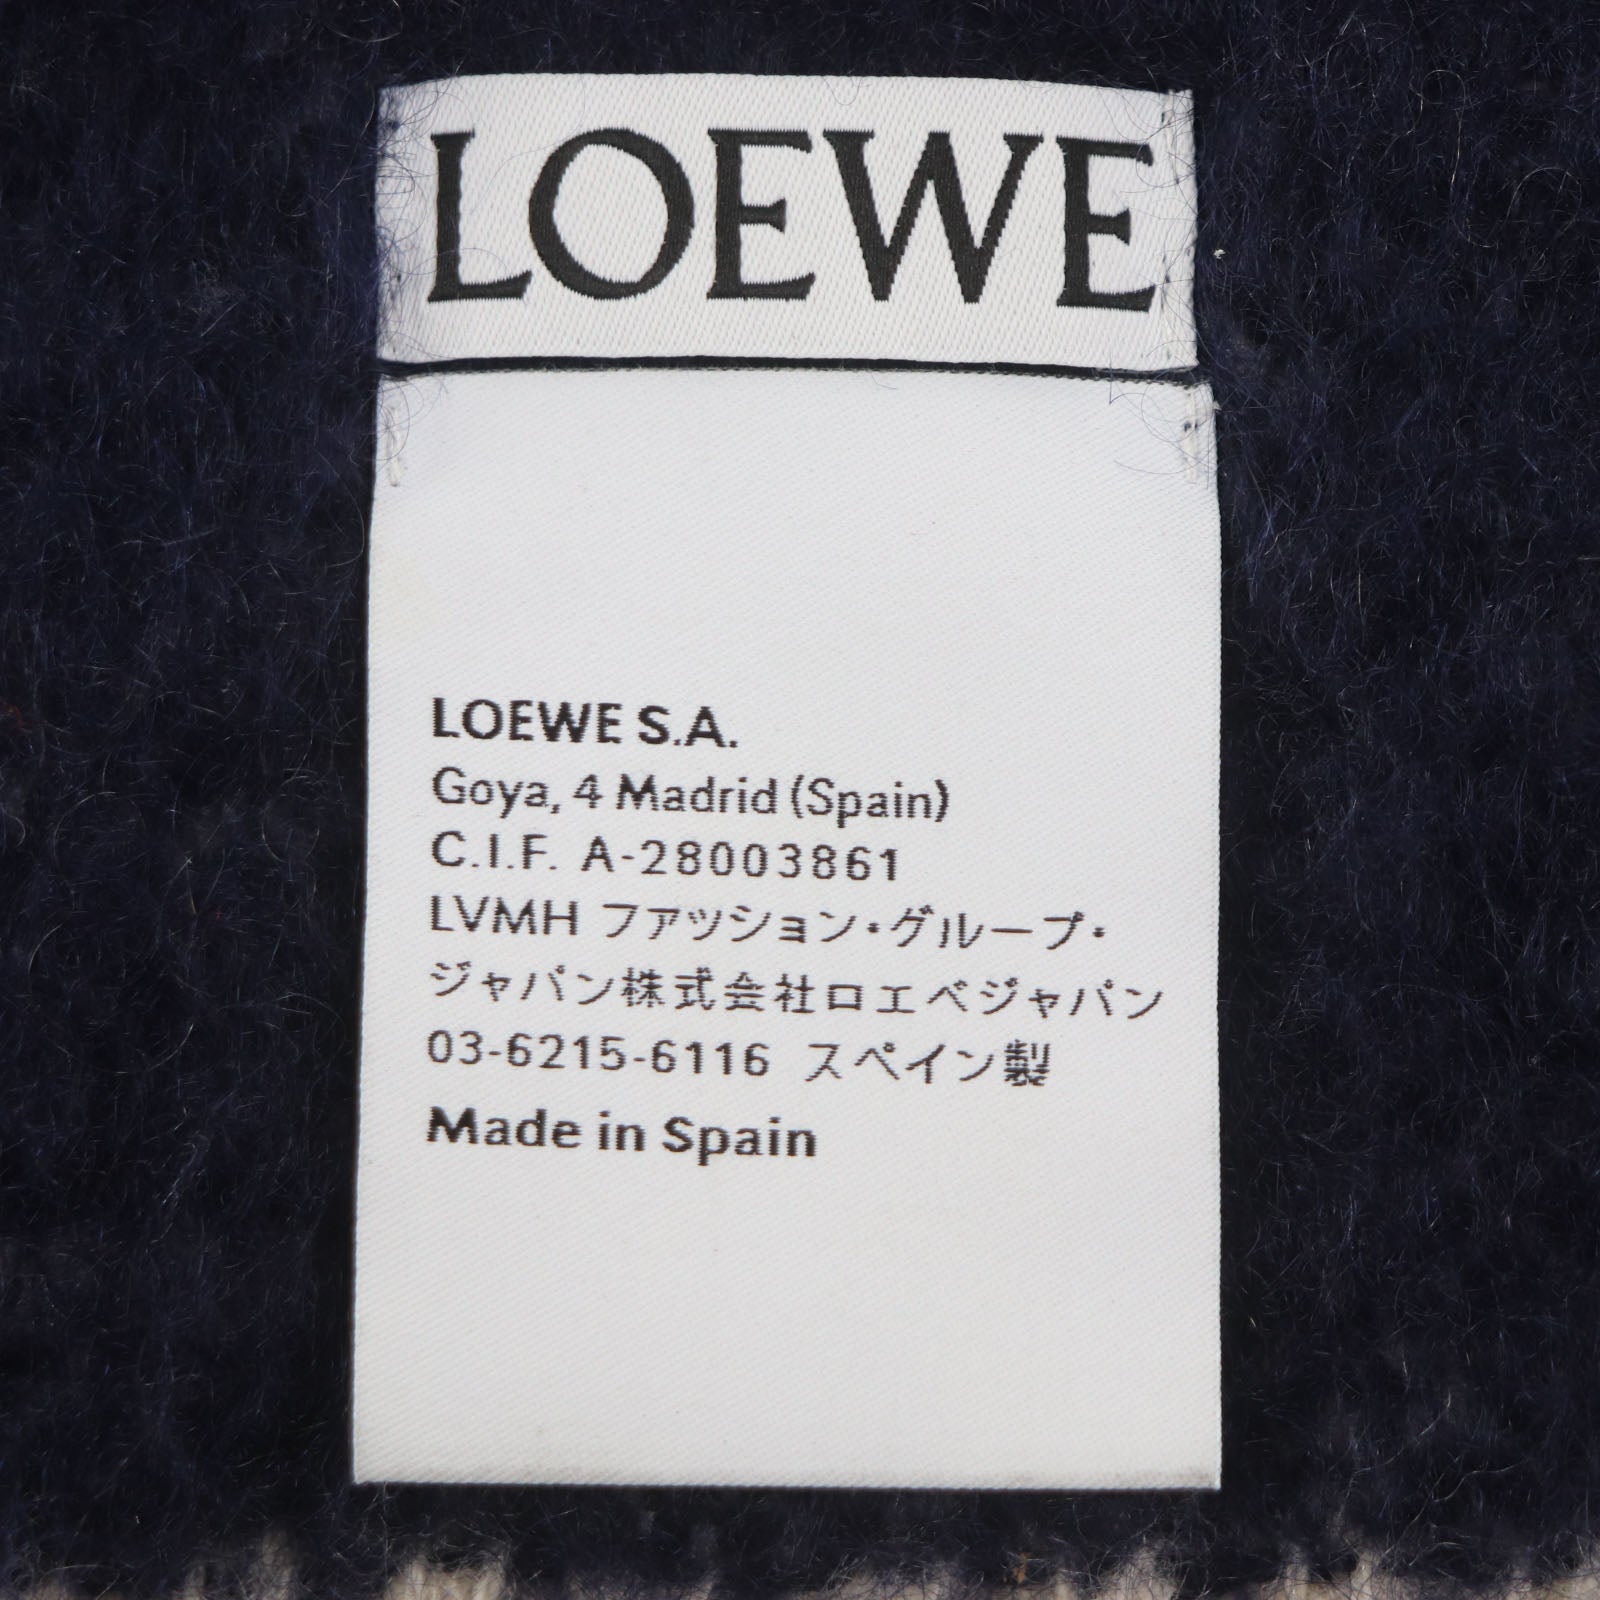 LOEWE
LOEWE S.A.
Goya, 4 Madrid (Spain)
C.I.F. A-28003861
LVMH ファッション・グループ・
ジャパン株式会社ロエベジャパン
03-6215-6116 スペイン製
Made in Spain